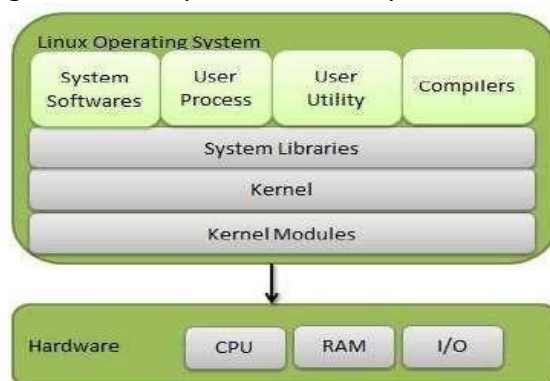 Linux Operating System
System Softwares
User Process
User Utility
Compilers
System Libraries
Kernel
Kernel Modules
Hardware
CPU
RAM
I/O